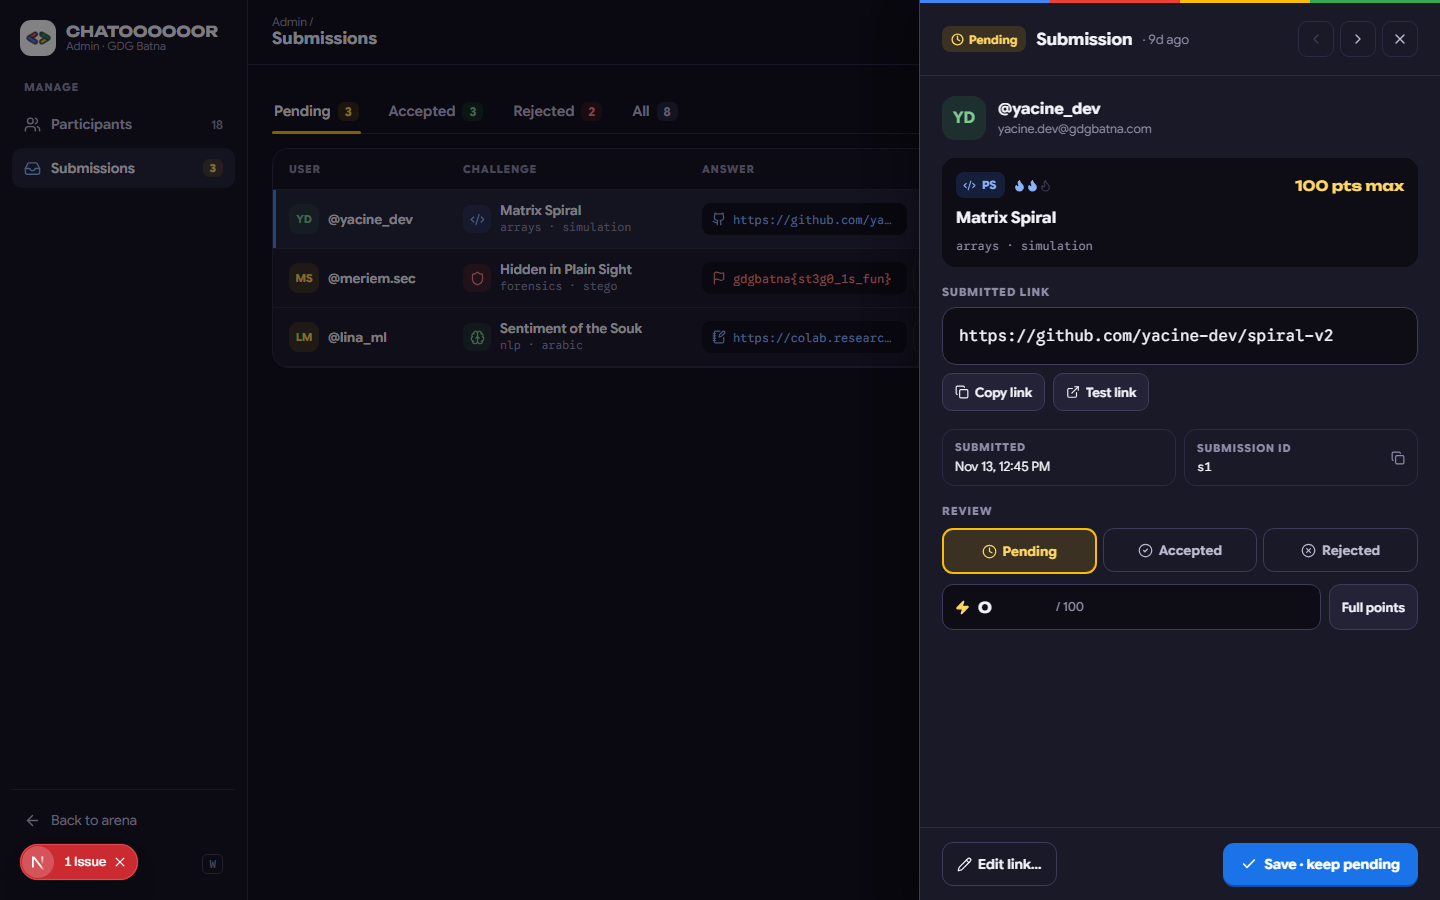 CHATOOOOOOR
Admin · GDG Batna
MANAGE
Participants 18
Submissions 3
Back to arena
N 1 Issue
W
Admin /
Submissions
Pending 3 Accepted 3 Rejected 2 All 8
USER CHALLENGE ANSWER
YD @yacine_dev Matrix Spiral https://github.com/ya…
arrays · simulation
MS @meriem.sec Hidden in Plain Sight gdgbatna{st3g0_1s_fun}
forensics · stego
LM @lina_ml Sentiment of the Souk https://colab.researc…
nlp · arabic
Pending Submission · 9d ago
YD @yacine_dev
yacine.dev@gdgbatna.com
PS 100 pts max
Matrix Spiral
arrays · simulation
SUBMITTED LINK
https://github.com/yacine-dev/spiral-v2
Copy link Test link
SUBMITTED SUBMISSION ID
Nov 13, 12:45 PM s1
REVIEW
Pending Accepted Rejected
0 / 100 Full points
Edit link... Save · keep pending